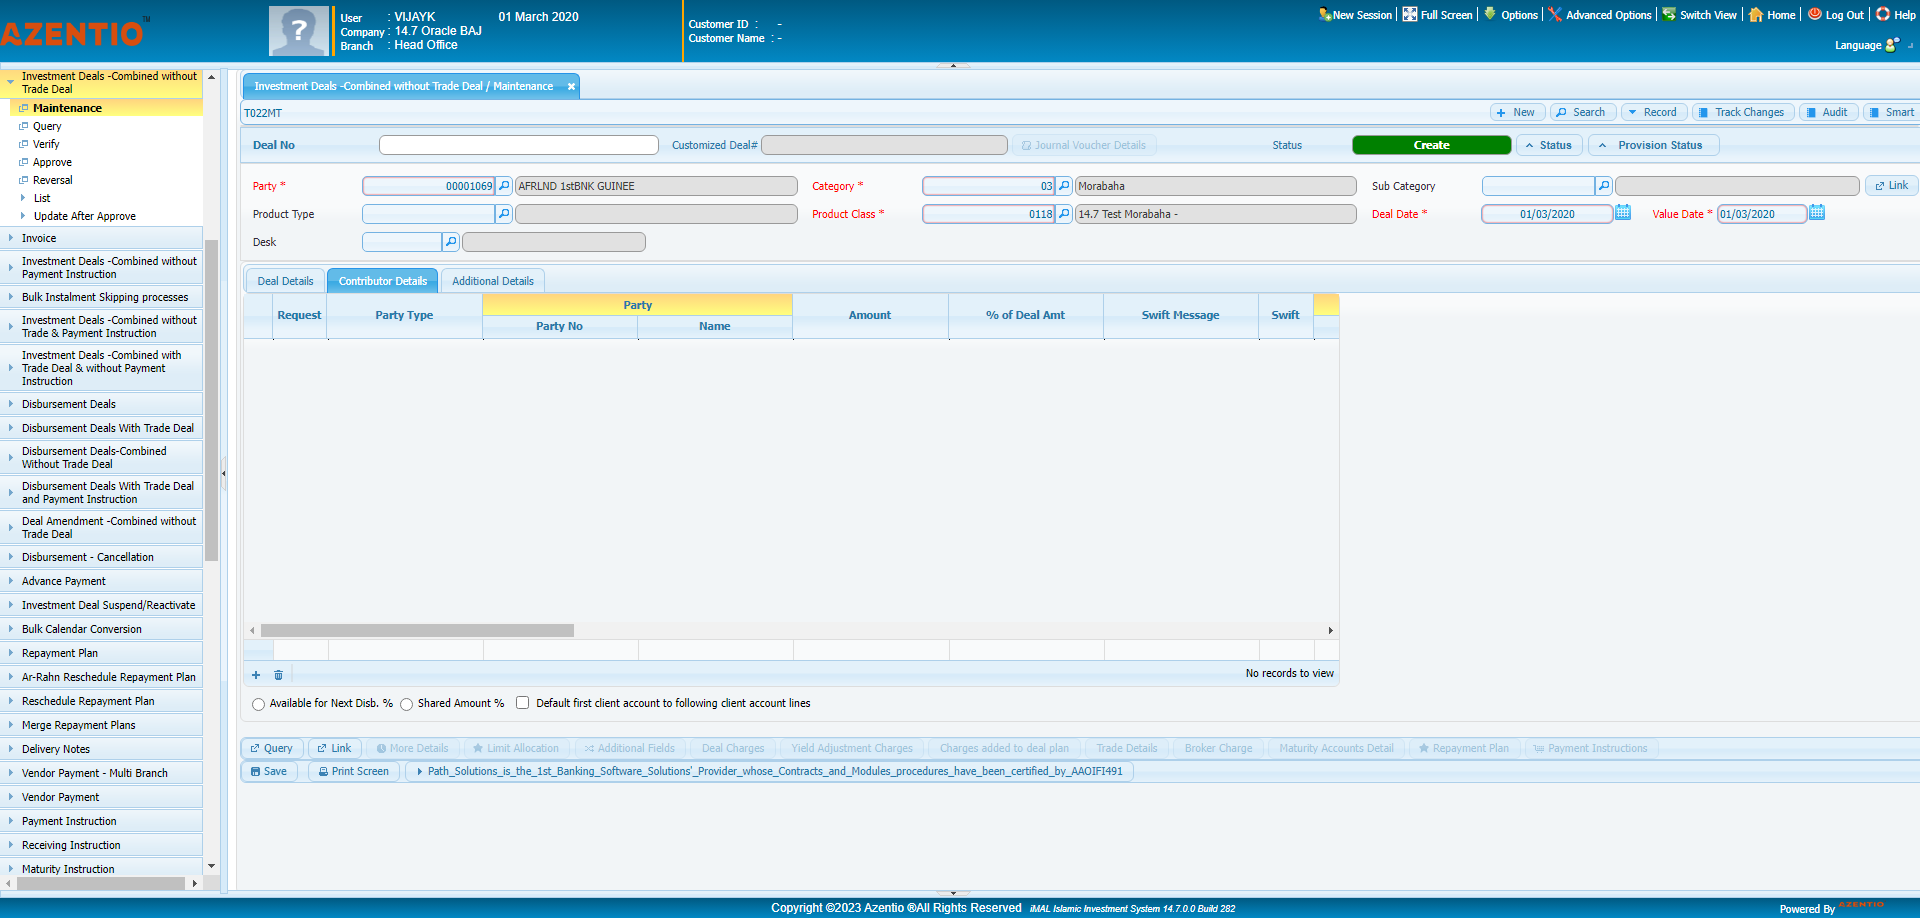 AZENTIO™
User : VIJAYK 01 March 2020
Company : 14.7 Oracle BAJ
Branch : Head Office
Customer ID : -
Customer Name : -
New Session | Full Screen | Options | Advanced Options | Switch View | Home | Log Out | Help
Language
Investment Deals -Combined without
Trade Deal
Maintenance
Query
Verify
Approve
Reversal
List
Update After Approve
Invoice
Investment Deals -Combined without
Payment Instruction
Bulk Instalment Skipping processes
Investment Deals -Combined without
Trade & Payment Instruction
Investment Deals -Combined with
Trade Deal & without Payment
Instruction
Disbursement Deals
Disbursement Deals With Trade Deal
Disbursement Deals-Combined
Without Trade Deal
Disbursement Deals With Trade Deal
and Payment Instruction
Deal Amendment -Combined without
Trade Deal
Disbursement - Cancellation
Advance Payment
Investment Deal Suspend/Reactivate
Bulk Calendar Conversion
Repayment Plan
Ar-Rahn Reschedule Repayment Plan
Reschedule Repayment Plan
Merge Repayment Plans
Delivery Notes
Vendor Payment - Multi Branch
Vendor Payment
Payment Instruction
Receiving Instruction
Maturity Instruction
Investment Deals -Combined without Trade Deal / Maintenance
T022MT New Search Record Track Changes Audit Smart
Deal No Customized Deal# Journal Voucher Details Status Create Status Provision Status
Party * 00001069 AFRLND 1stBNK GUINEE Category * 03 Morabaha Sub Category Link
Product Type Product Class * 0118 14.7 Test Morabaha - Deal Date * 01/03/2020 Value Date * 01/03/2020
Desk
Deal Details Contributor Details Additional Details
Request Party Type Party Amount % of Deal Amt Swift Message Swift
Party No Name
No records to view
Available for Next Disb. % Shared Amount % Default first client account to following client account lines
Query Link More Details Limit Allocation Additional Fields Deal Charges Yield Adjustment Charges Charges added to deal plan Trade Details Broker Charge Maturity Accounts Detail Repayment Plan Payment Instructions
Save Print Screen Path_Solutions_is_the_1st_Banking_Software_Solutions'_Provider_whose_Contracts_and_Modules_procedures_have_been_certified_by_AAOIFI491
Copyright ©2023 Azentio ®All Rights Reserved iMAL Islamic Investment System 14.7.0.0 Build 282
Powered By AZENTIO